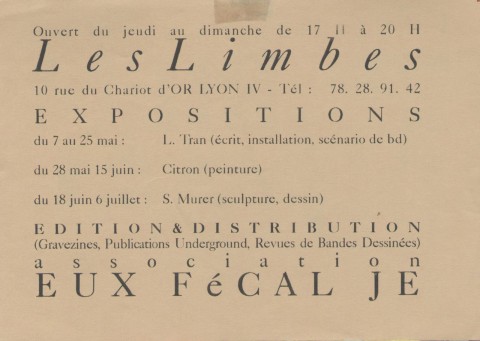 Ouvert du jeudi au dimanche de 17 H à 20 H
Les Limbes
10 rue du Chariot d'OR LYON IV - Tél : 78. 28. 91. 42
EXPOSITIONS
du 7 au 25 mai : L. Tran (écrit, installation, scénario de bd)
du 28 mai 15 juin : Citron (peinture)
du 18 juin 6 juillet : S. Murer (sculpture, dessin)
EDITION & DISTRIBUTION
(Gravezines, Publications Underground, Revues de Bandes Dessinées)
association
EUX FéCAL JE